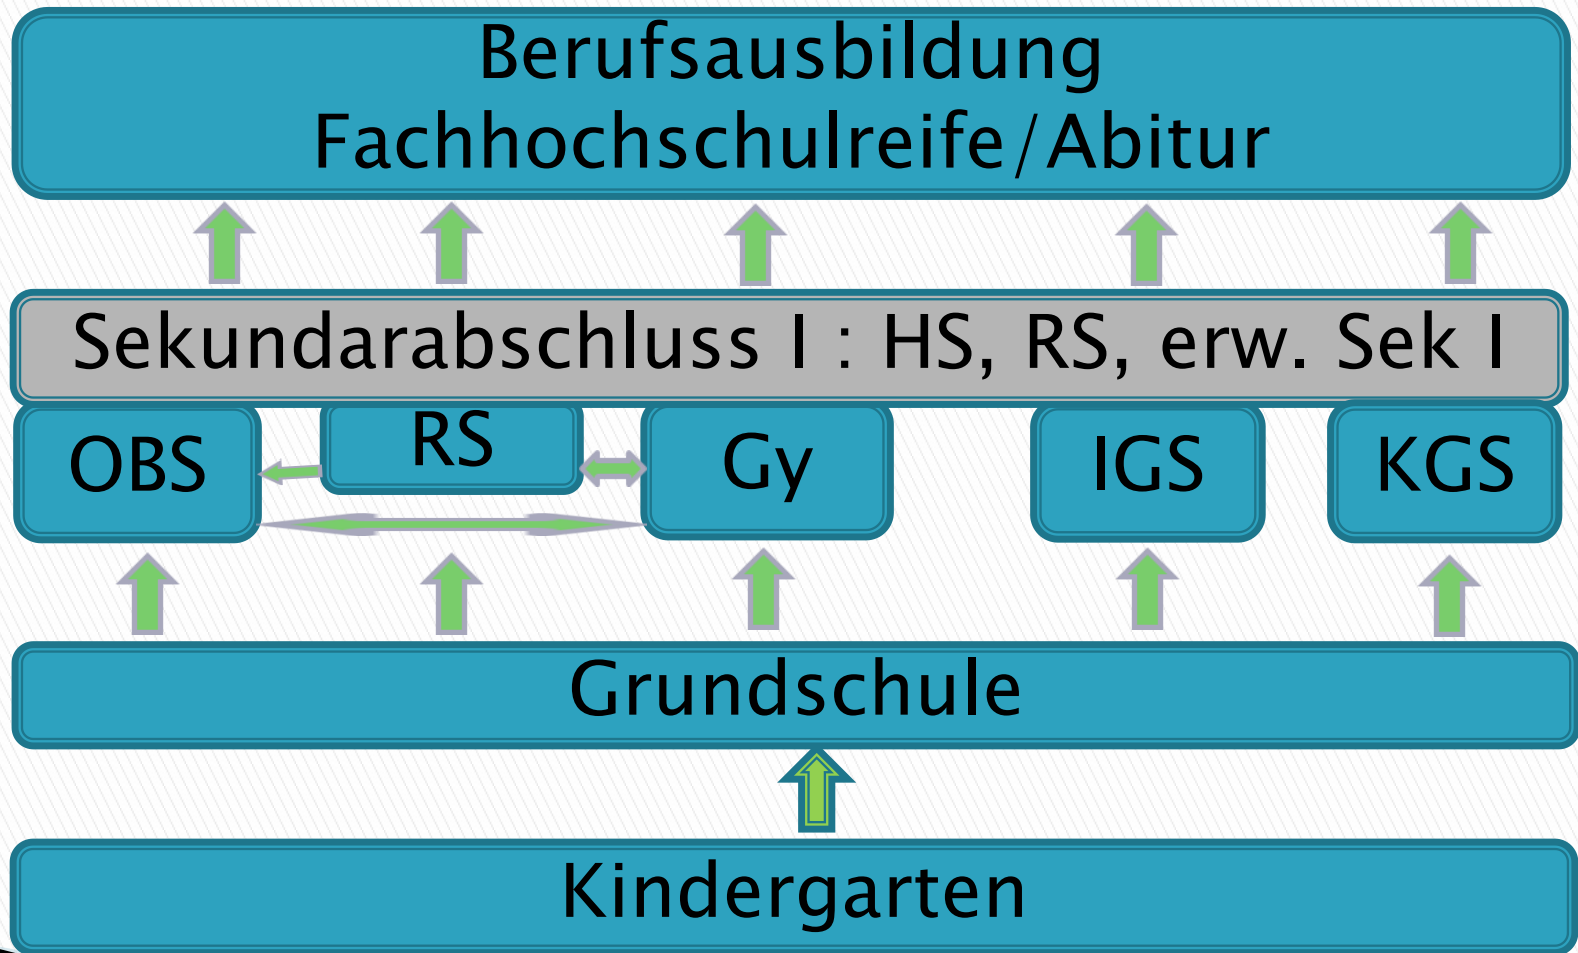 Berufsausbildung
Fachhochschulreife/Abitur
Sekundarabschluss I : HS, RS, erw. Sek I
OBS
RS
Gy
IGS
KGS
Grundschule
Kindergarten